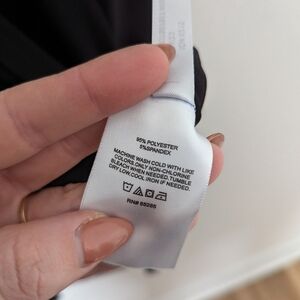 95% POLYESTER
5%SPANDEX
MACHINE WASH COLD WITH LIKE
COLORS.ONLY NON-CHLORINE
BLEACH WHEN NEEDED.TUMBLE
DRY LOW,COOL IRON IF NEEDED.
RN# 85285